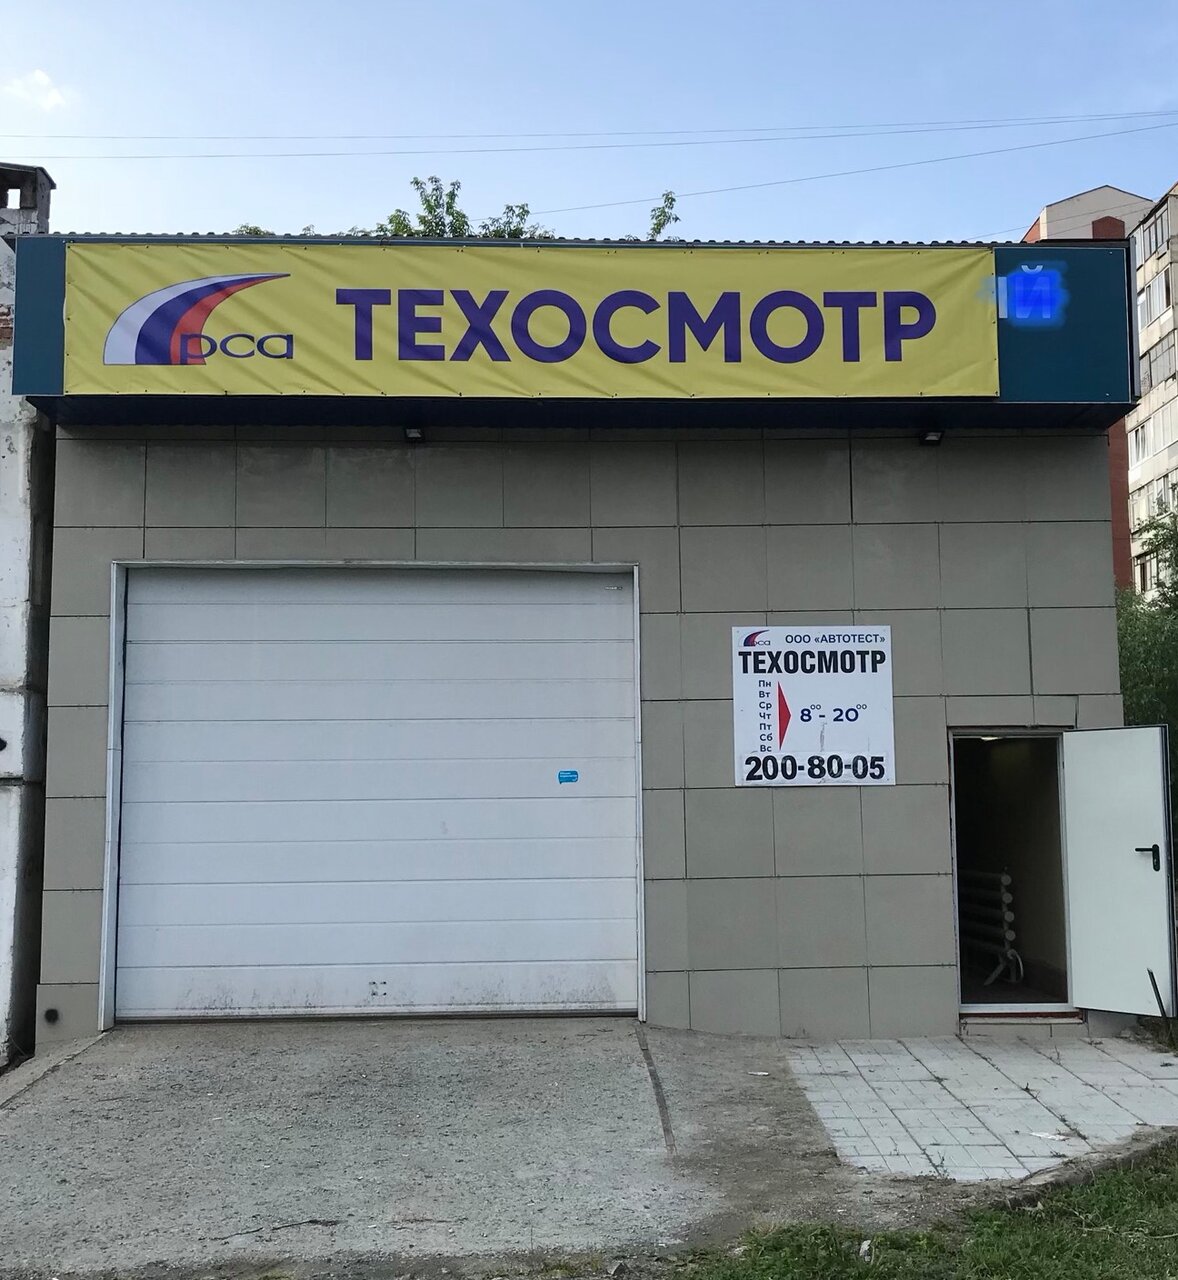 рса ТЕХОСМОТР
Й
рса ООО «АВТОТЕСТ»
ТЕХОСМОТР
Пн
Вт
Ср
Чт
Пт
Сб
Вс
8⁰⁰ - 20⁰⁰
200-80-05